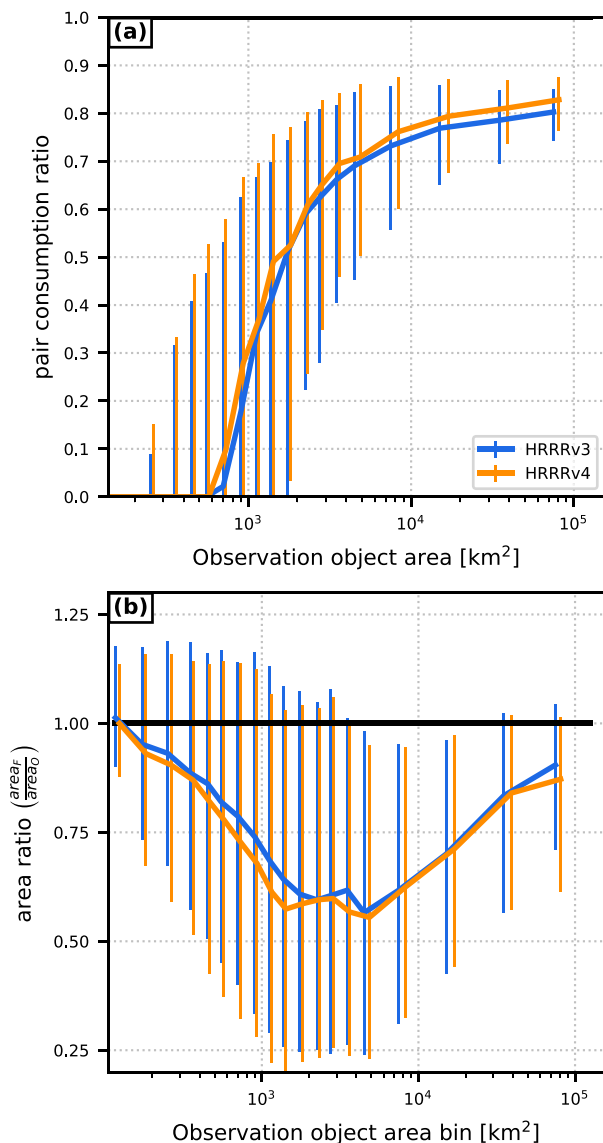 (a)
1.0
0.9
0.8
0.7
0.6
0.5
0.4
0.3
0.2
0.1
0.0
pair consumption ratio
HRRRv3
HRRRv4
10³ 10⁴ 10⁵
Observation object area [km²]
(b)
1.25
1.00
0.75
0.50
0.25
area ratio (area_F/area_O)
10³ 10⁴ 10⁵
Observation object area bin [km²]